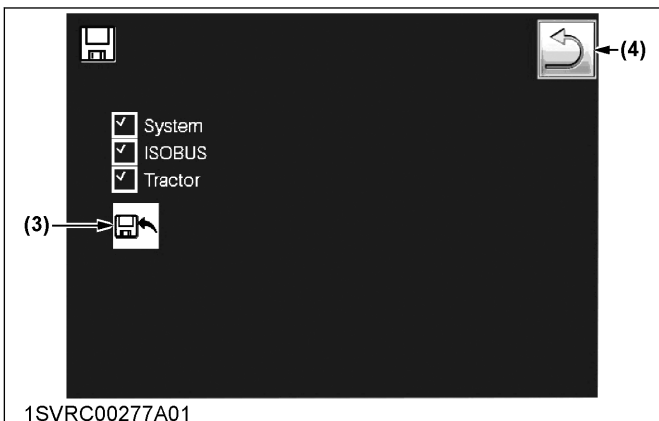 (4)
System
ISOBUS
Tractor
(3)
1SVRC00277A01